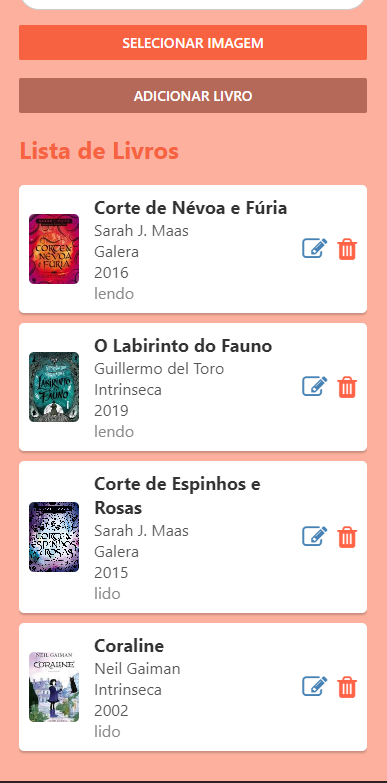 SELECIONAR IMAGEM
ADICIONAR LIVRO
Lista de Livros
CORTE DE
NÉVOA E
FÚRIA
Corte de Névoa e Fúria
Sarah J. Maas
Galera
2016
lendo
LABIRINTO
FAUNO
O Labirinto do Fauno
Guillermo del Toro
Intrinseca
2019
lendo
CORTE DE
ESPINHOS
E ROSAS
Corte de Espinhos e
Rosas
Sarah J. Maas
Galera
2015
lido
NEIL GAIMAN
CORALINE
Coraline
Neil Gaiman
Intrinseca
2002
lido